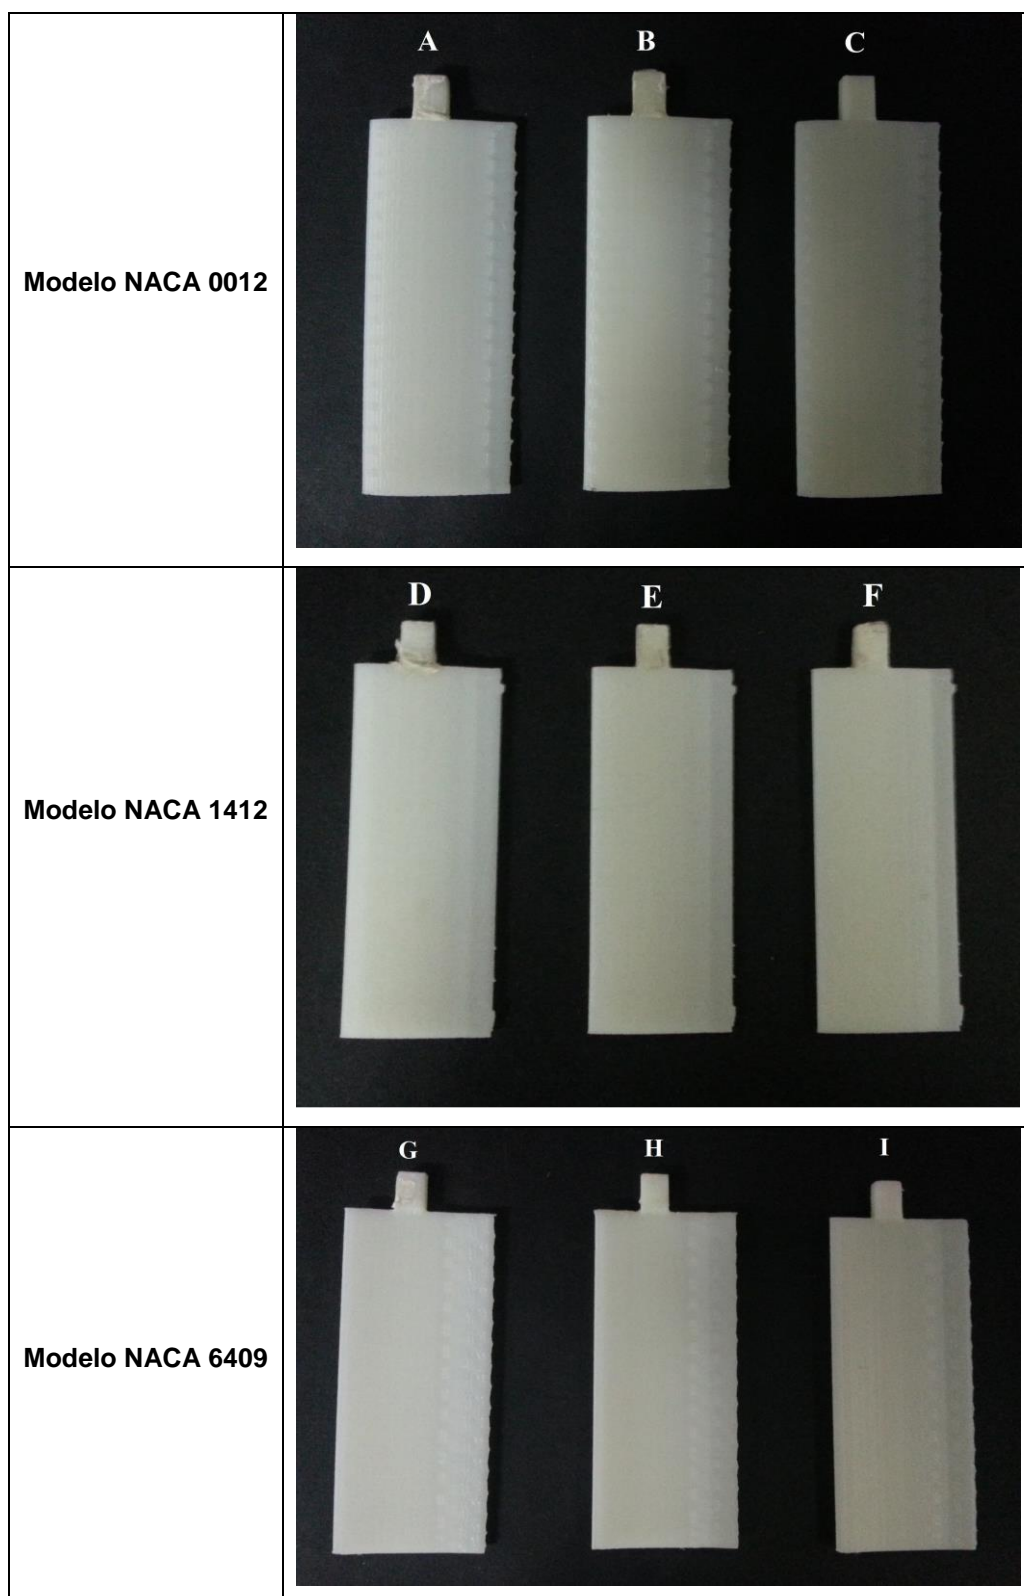 A B C
Modelo NACA 0012
D E F
Modelo NACA 1412
G H I
Modelo NACA 6409